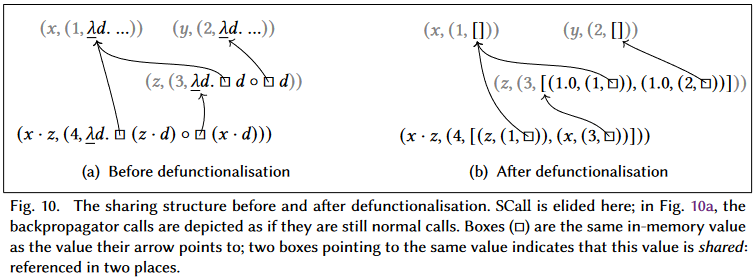 (x, (1, λd. ...)) (y, (2, λd. ...))
(z, (3, λd. □ d ∘ □ d))
(x · z, (4, λd. □ (z · d) ∘ □ (x · d)))
(a) Before defunctionalisation
(x, (1, [])) (y, (2, []))
(z, (3, [(1.0, (1, □)), (1.0, (2, □))]))
(x · z, (4, [(z, (1, □)), (x, (3, □))]))
(b) After defunctionalisation
Fig. 10. The sharing structure before and after defunctionalisation. SCall is elided here; in Fig. 10a, the
backpropagator calls are depicted as if they are still normal calls. Boxes (□) are the same in-memory value
as the value their arrow points to; two boxes pointing to the same value indicates that this value is shared:
referenced in two places.